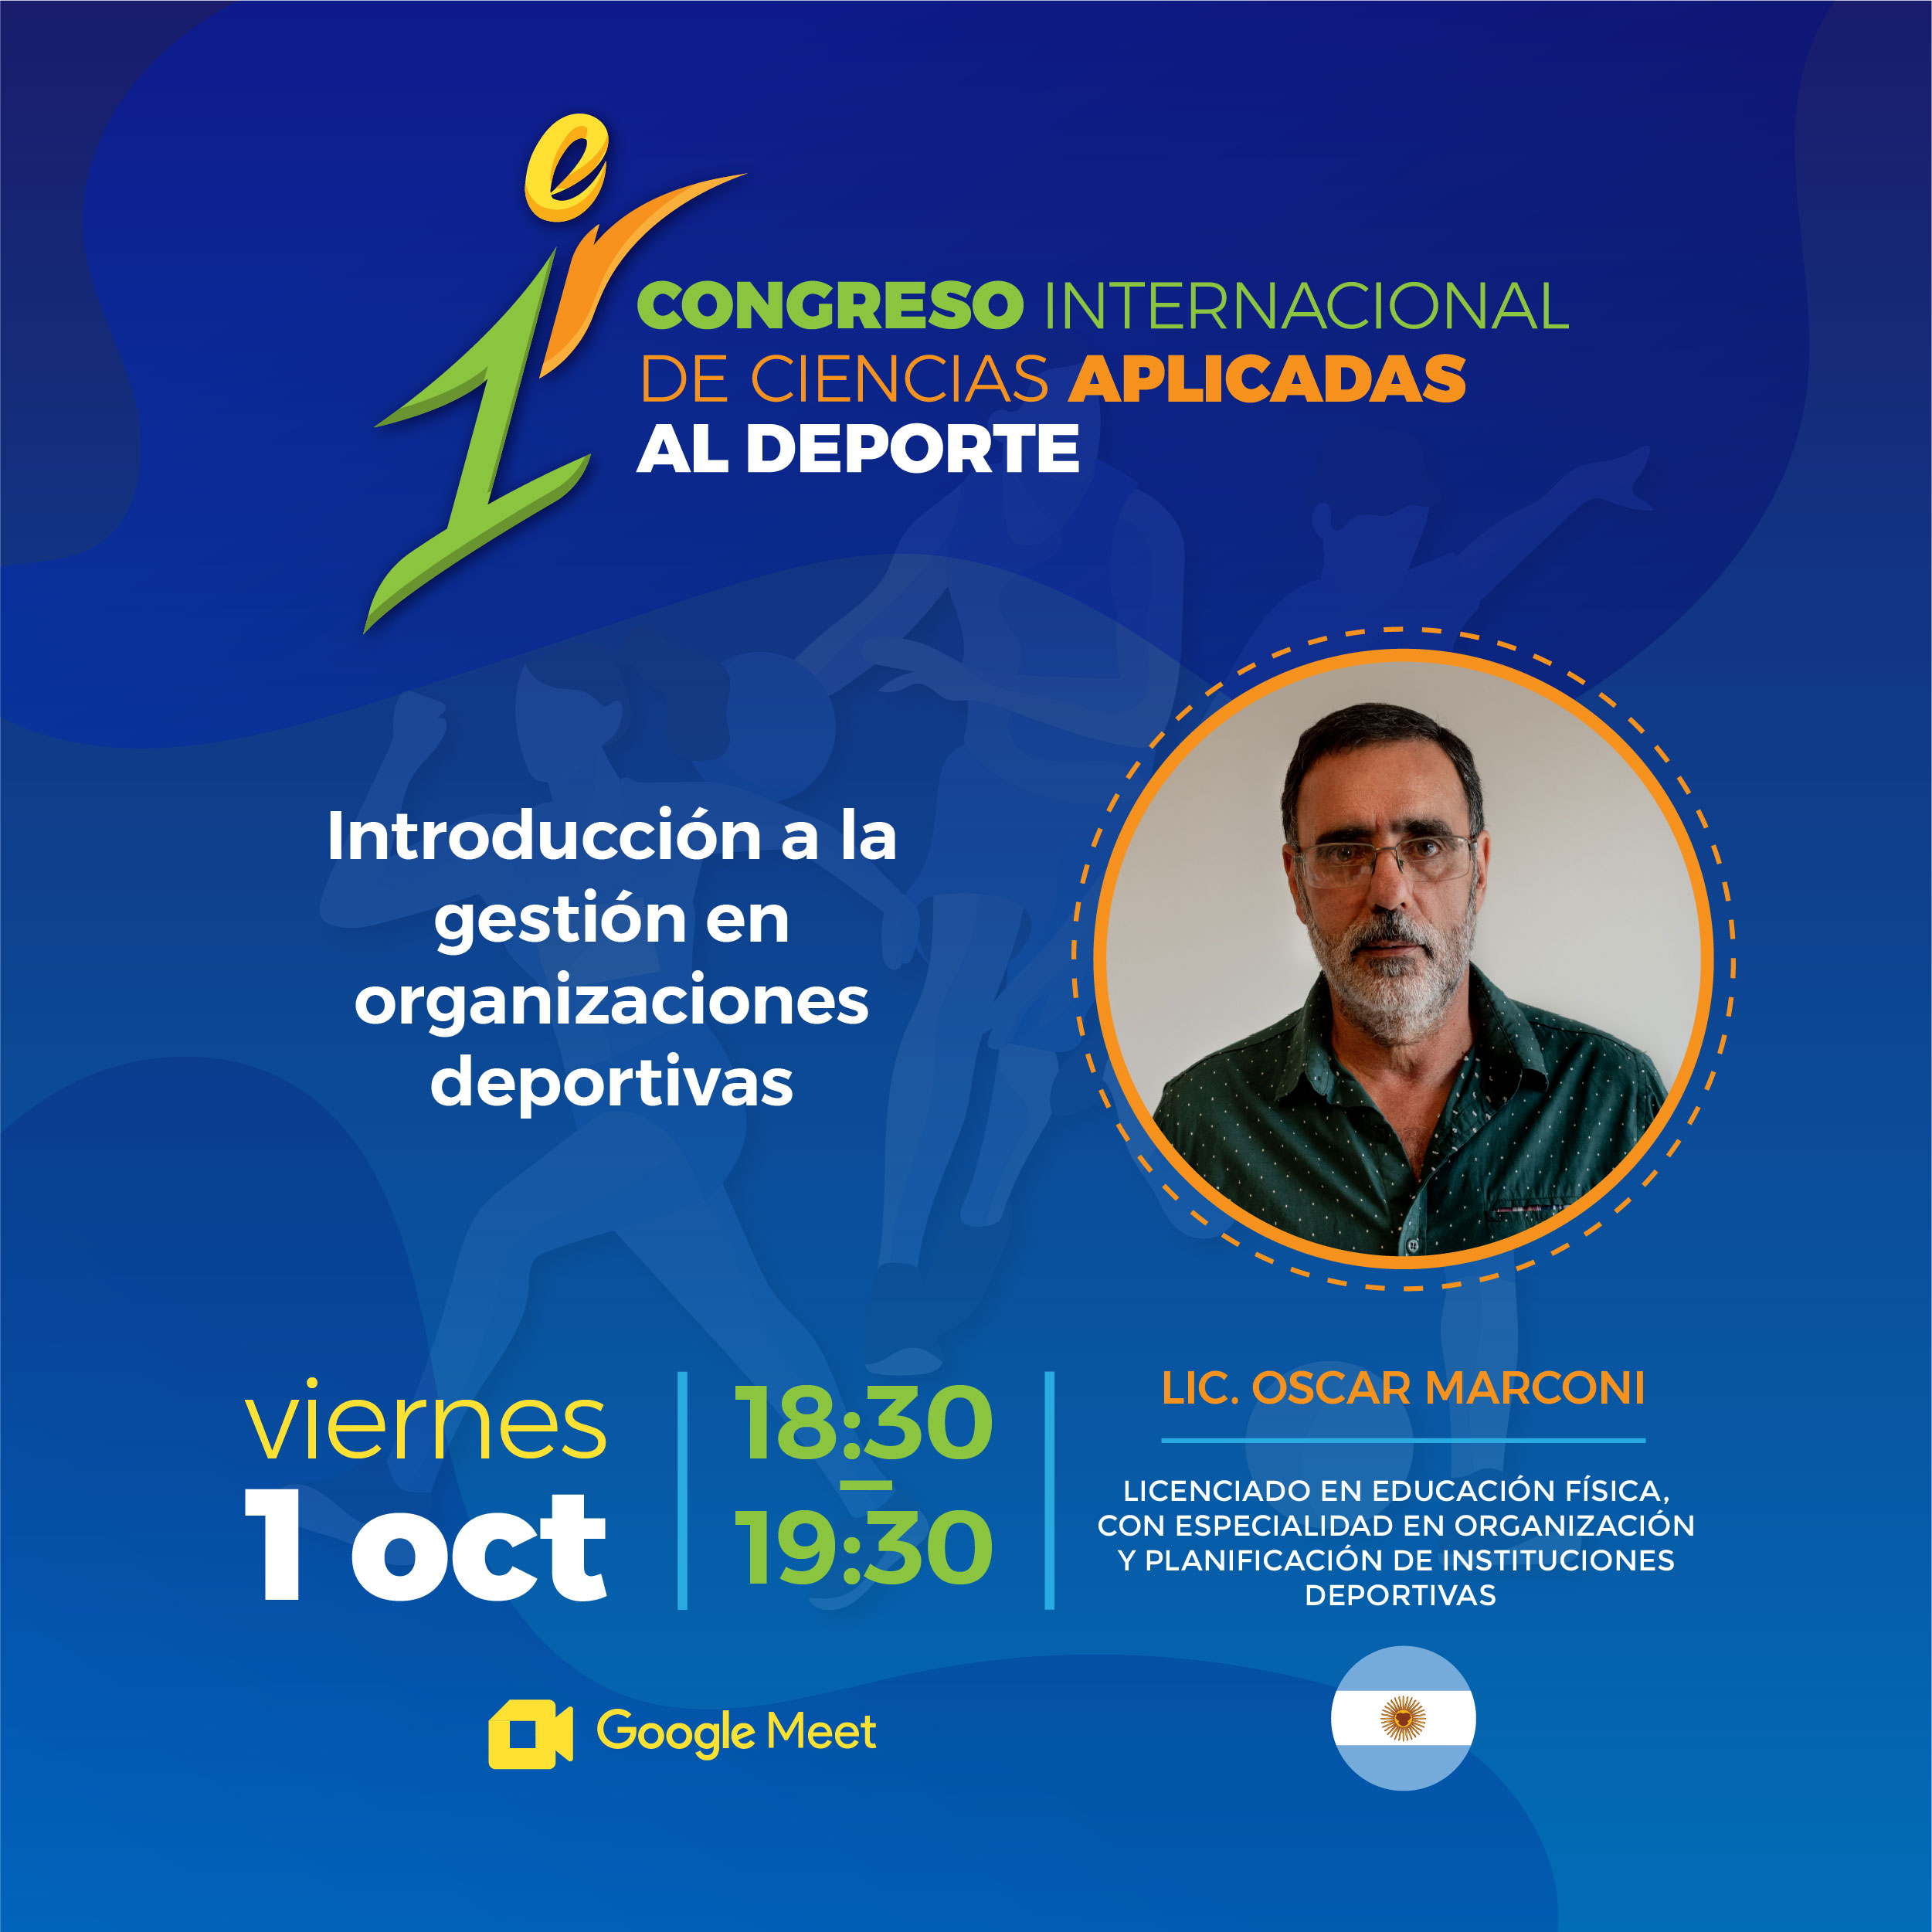 1er
CONGRESO INTERNACIONAL
DE CIENCIAS APLICADAS
AL DEPORTE
Introducción a la
gestión en
organizaciones
deportivas
viernes
1 oct
18:30
–
19:30
LIC. OSCAR MARCONI
LICENCIADO EN EDUCACIÓN FÍSICA,
CON ESPECIALIDAD EN ORGANIZACIÓN
Y PLANIFICACIÓN DE INSTITUCIONES
DEPORTIVAS
Google Meet